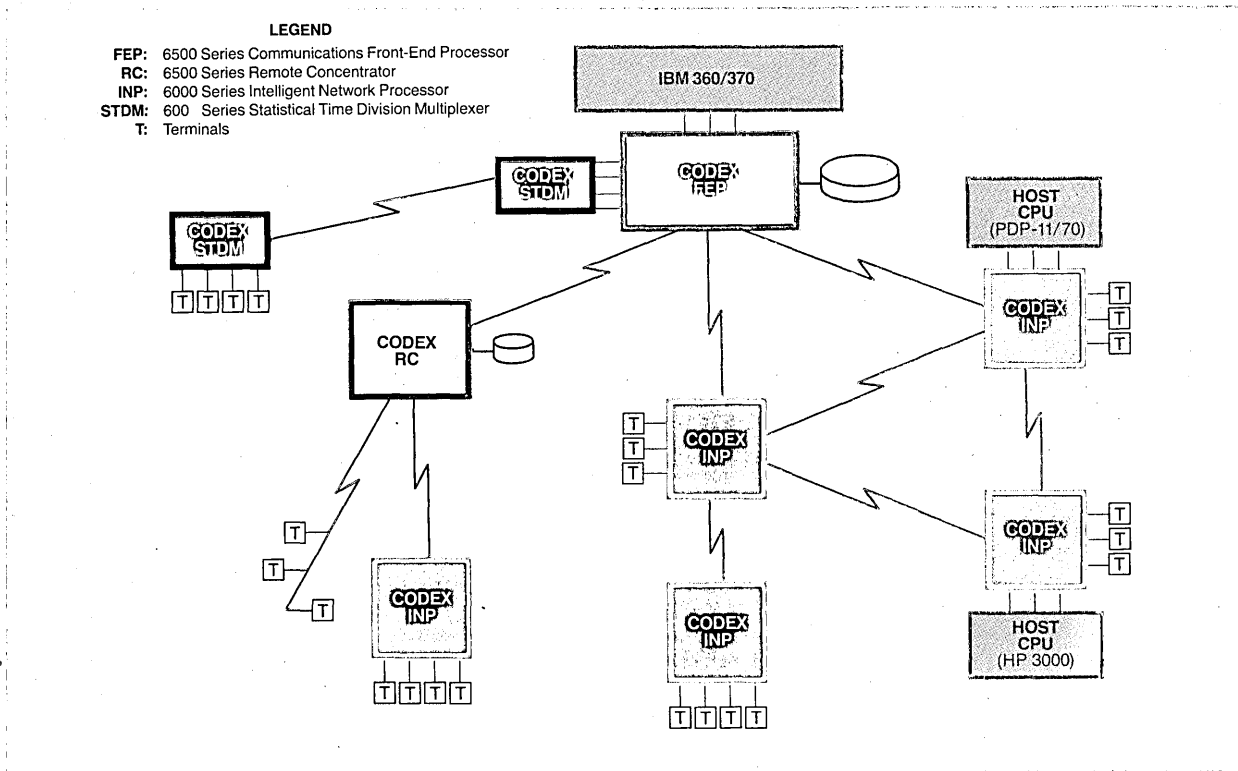 LEGEND
FEP: 6500 Series Communications Front-End Processor
RC: 6500 Series Remote Concentrator
INP: 6000 Series Intelligent Network Processor
STDM: 600 Series Statistical Time Division Multiplexer
T: Terminals
IBM 360/370
CODEX
FEP
CODEX
STDM
CODEX
STDM
T T T T
HOST
CPU
(PDP-11/70)
CODEX
INP
T
T
T
CODEX
RC
CODEX
INP
T
T
T
CODEX
INP
T
T
T
HOST
CPU
(HP 3000)
T
T
T
CODEX
INP
T T T T
CODEX
INP
T T T T